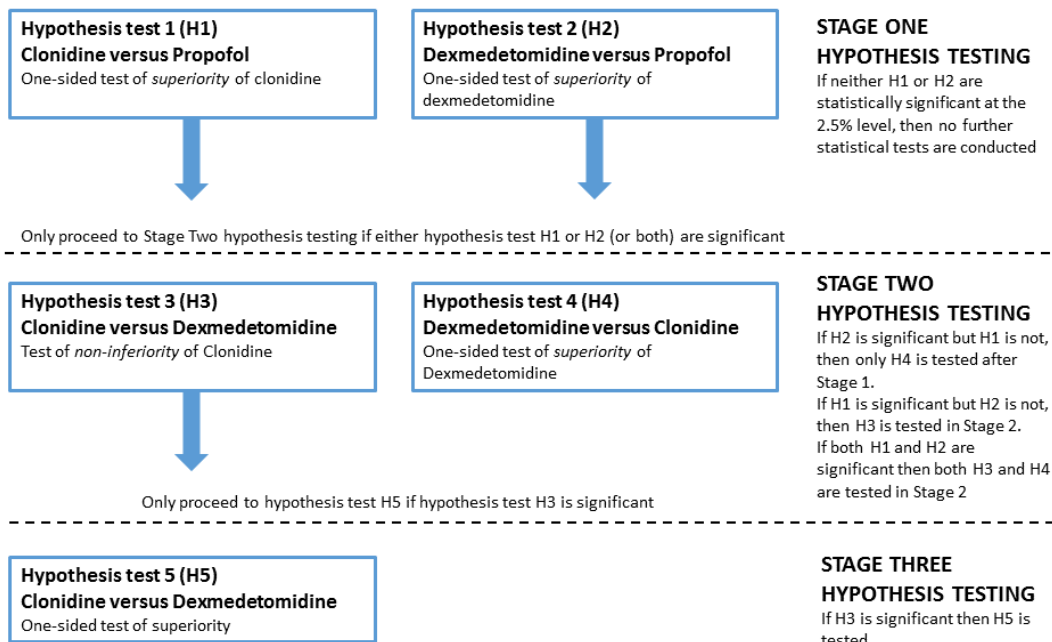 Hypothesis test 1 (H1)
Clonidine versus Propofol
One-sided test of superiority of clonidine
Hypothesis test 2 (H2)
Dexmedetomidine versus Propofol
One-sided test of superiority of
dexmedetomidine
STAGE ONE
HYPOTHESIS TESTING
If neither H1 or H2 are
statistically significant at the
2.5% level, then no further
statistical tests are conducted
Only proceed to Stage Two hypothesis testing if either hypothesis test H1 or H2 (or both) are significant
Hypothesis test 3 (H3)
Clonidine versus Dexmedetomidine
Test of non-inferiority of Clonidine
Hypothesis test 4 (H4)
Dexmedetomidine versus Clonidine
One-sided test of superiority of
Dexmedetomidine
STAGE TWO
HYPOTHESIS TESTING
If H2 is significant but H1 is not,
then only H4 is tested after
Stage 1.
If H1 is significant but H2 is not,
then H3 is tested in Stage 2.
If both H1 and H2 are
significant then both H3 and H4
are tested in Stage 2
Only proceed to hypothesis test H5 if hypothesis test H3 is significant
Hypothesis test 5 (H5)
Clonidine versus Dexmedetomidine
One-sided test of superiority
STAGE THREE
HYPOTHESIS TESTING
If H3 is significant then H5 is
tested